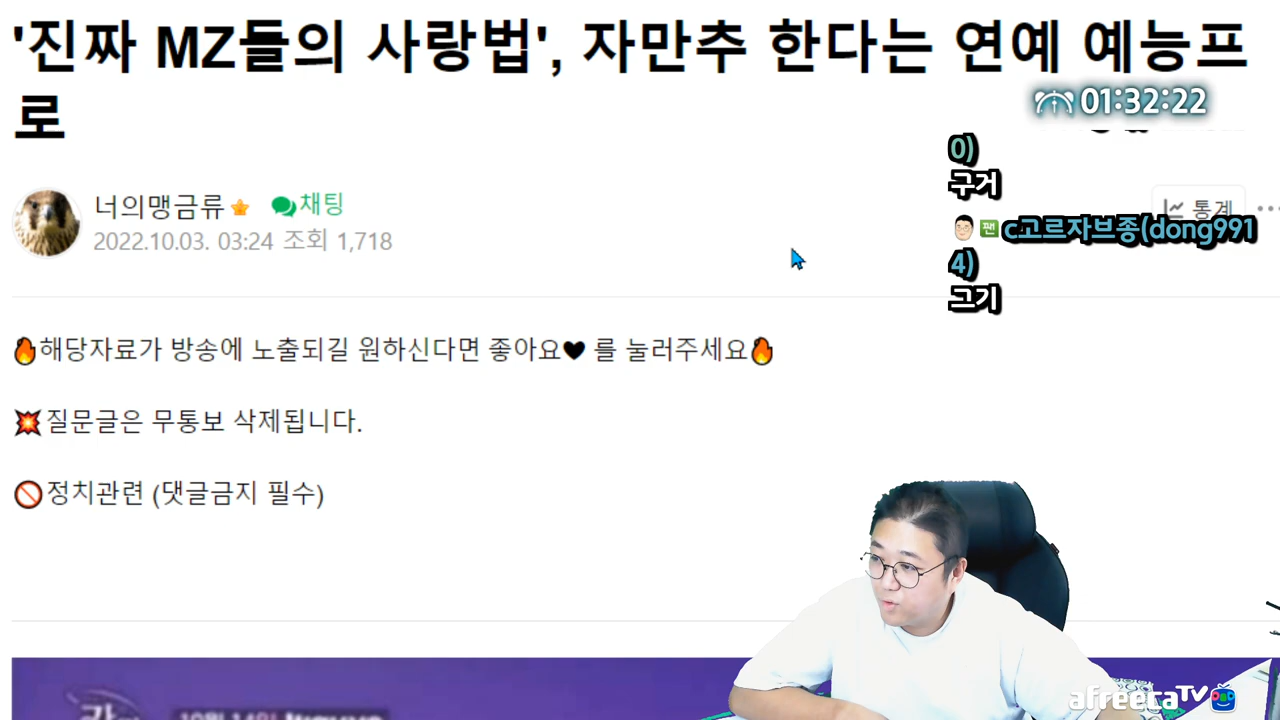 '진짜 MZ들의 사랑법', 자만추 한다는 연예 예능프
로
01:32:22
0)
구거
너의맹금류
채팅
통계
2022.10.03. 03:24 조회 1,718
짼 c고르자브종(dong991
4)
그기
해당자료가 방송에 노출되길 원하신다면 좋아요 를 눌러주세요
질문글은 무통보 삭제됩니다.
정치관련 (댓글금지 필수)
afreecaTV